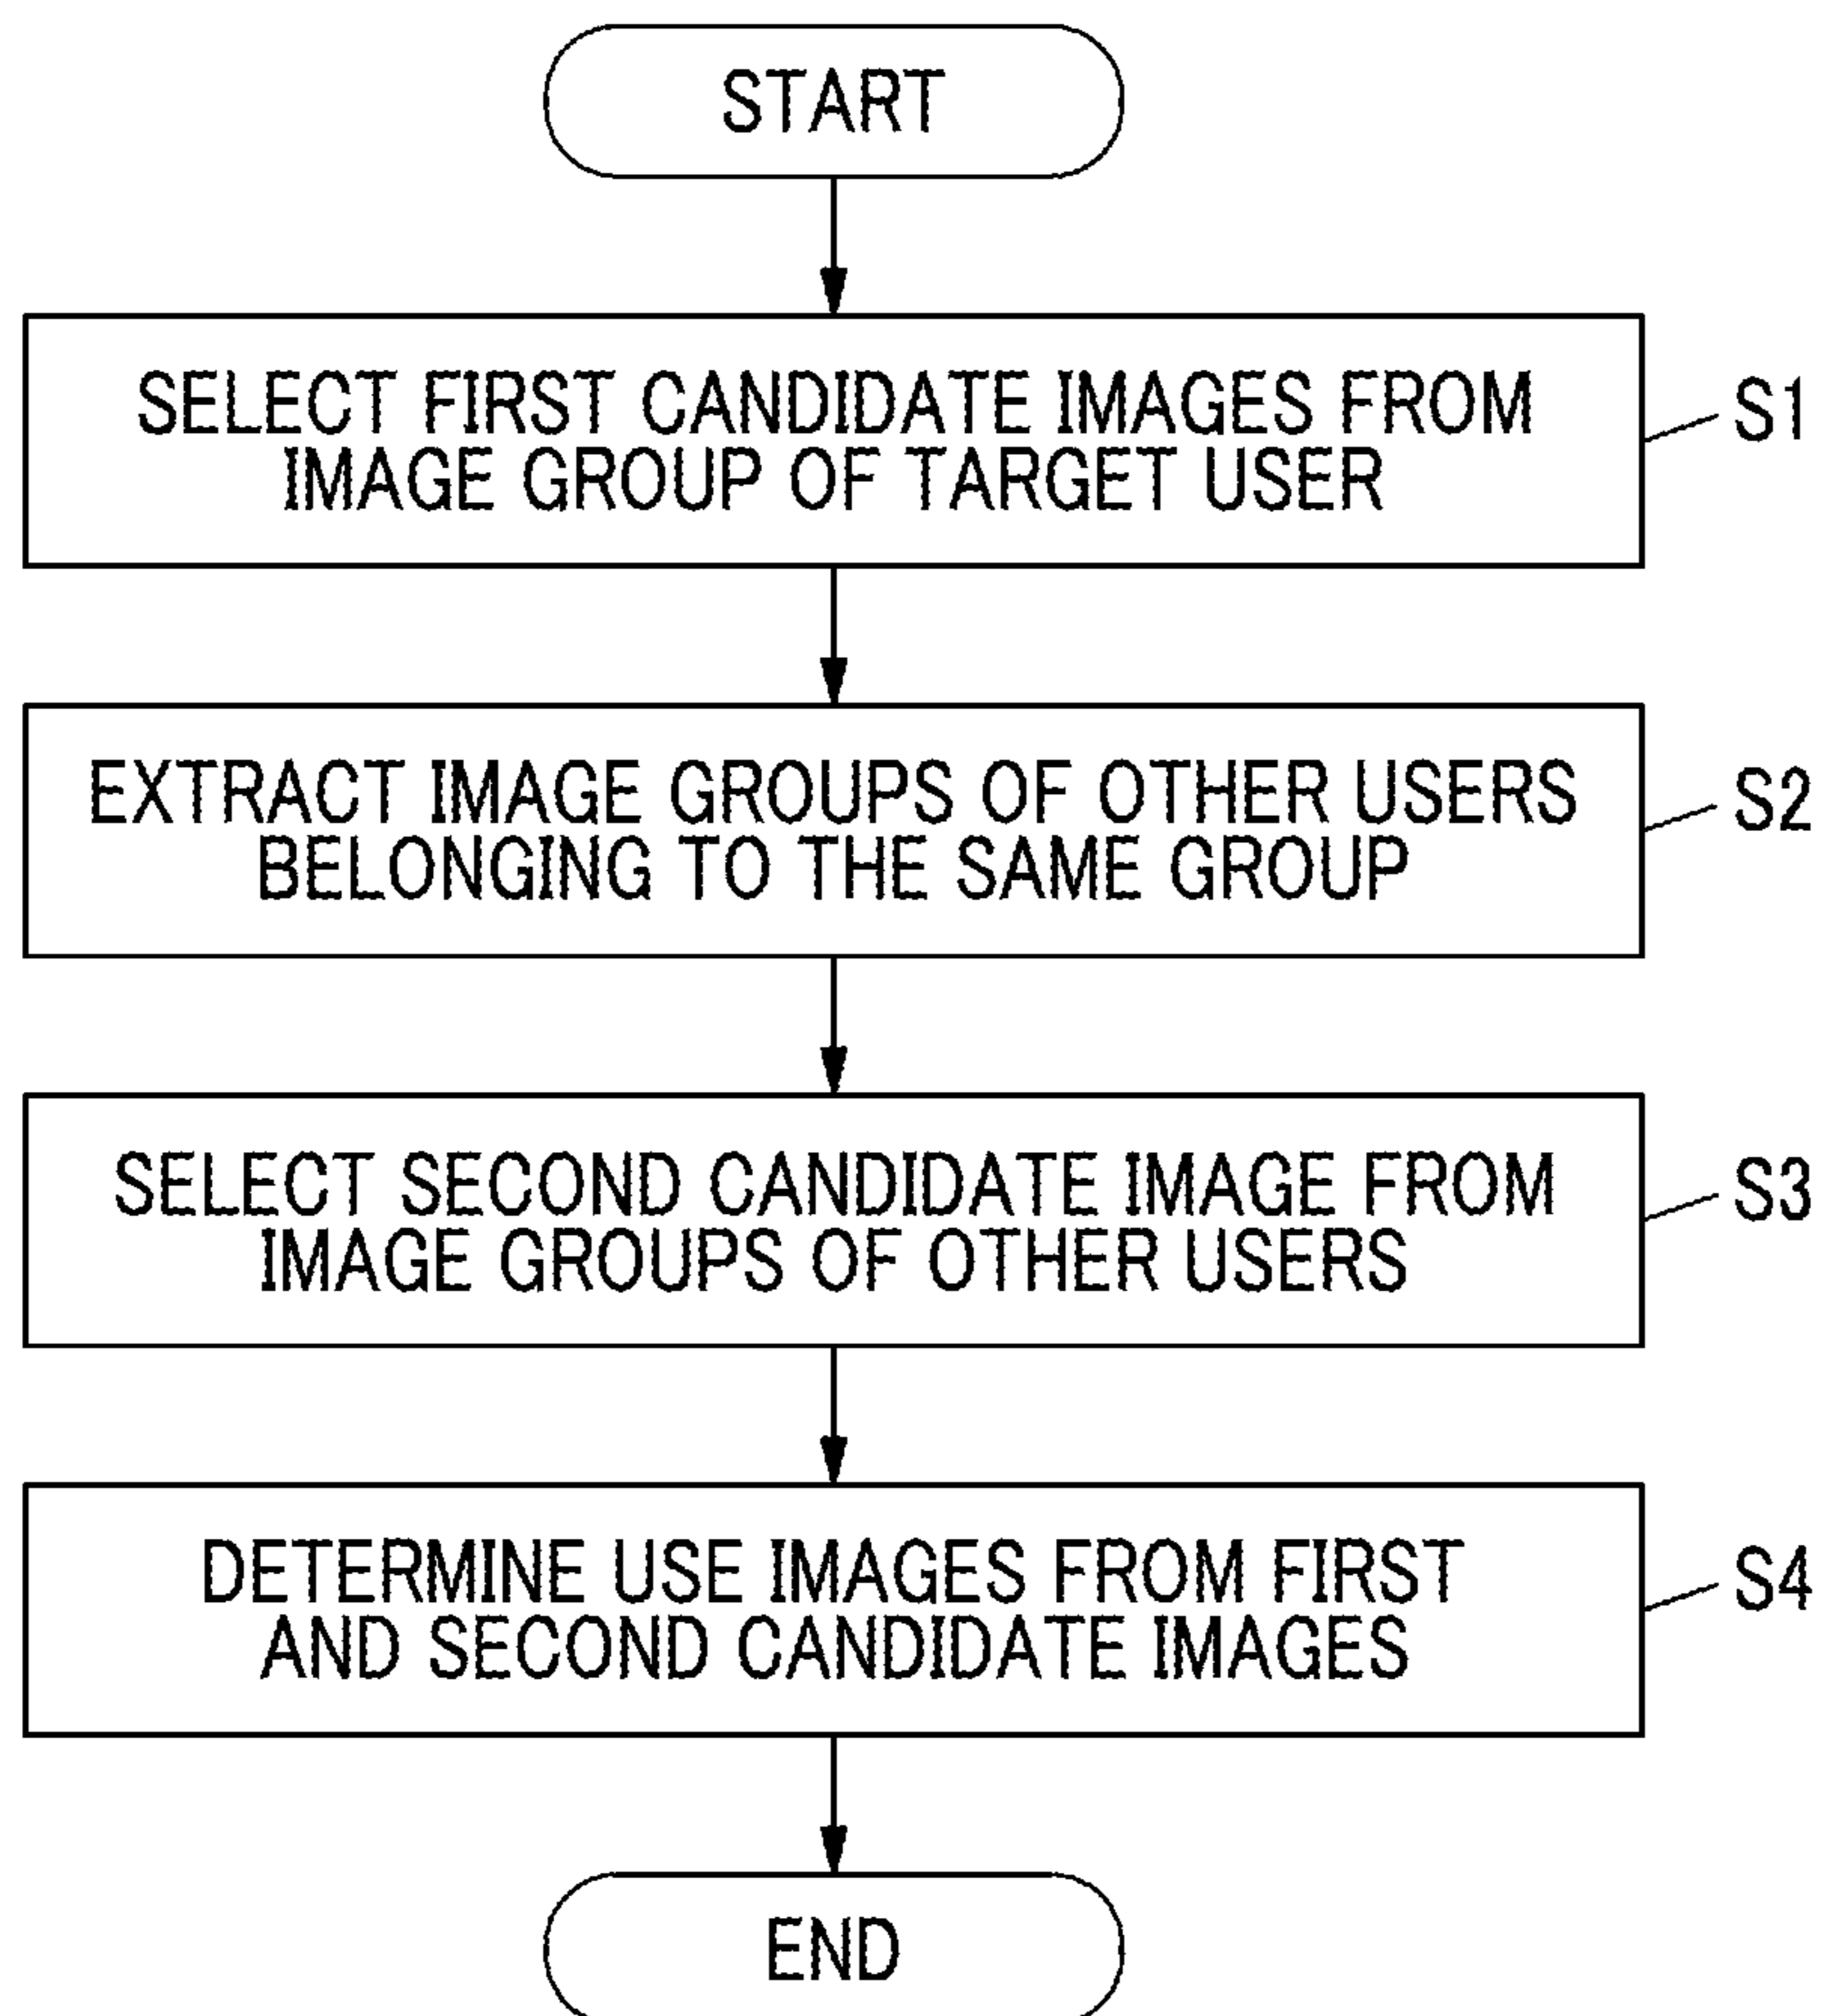 START
SELECT FIRST CANDIDATE IMAGES FROM
IMAGE GROUP OF TARGET USER
S1
EXTRACT IMAGE GROUPS OF OTHER USERS
BELONGING TO THE SAME GROUP
S2
SELECT SECOND CANDIDATE IMAGE FROM
IMAGE GROUPS OF OTHER USERS
S3
DETERMINE USE IMAGES FROM FIRST
AND SECOND CANDIDATE IMAGES
S4
END